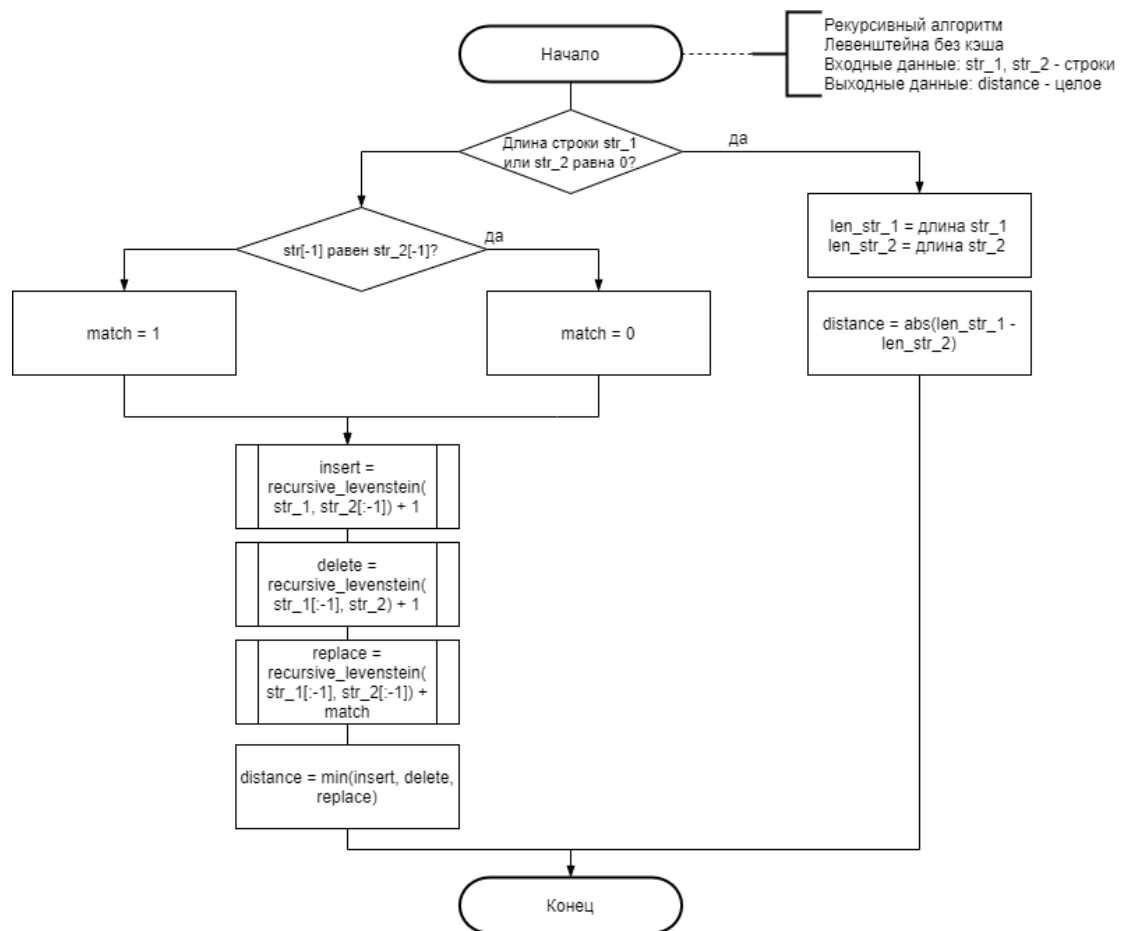 Начало
Рекурсивный алгоритм
Левенштейна без кэша
Входные данные: str_1, str_2 - строки
Выходные данные: distance - целое
Длина строки str_1
или str_2 равна 0?
да
len_str_1 = длина str_1
len_str_2 = длина str_2
str[-1] равен str_2[-1]?
да
match = 1
match = 0
distance = abs(len_str_1 -
len_str_2)
insert =
recursive_levenstein(
str_1, str_2[:-1]) + 1
delete =
recursive_levenstein(
str_1[:-1], str_2) + 1
replace =
recursive_levenstein(
str_1[:-1], str_2[:-1]) +
match
distance = min(insert, delete,
replace)
Конец